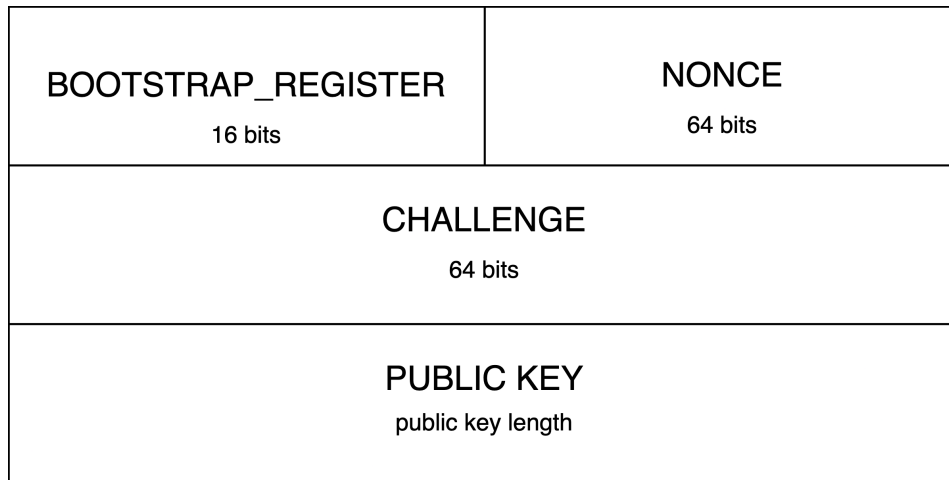 BOOTSTRAP_REGISTER
16 bits
NONCE
64 bits
CHALLENGE
64 bits
PUBLIC KEY
public key length